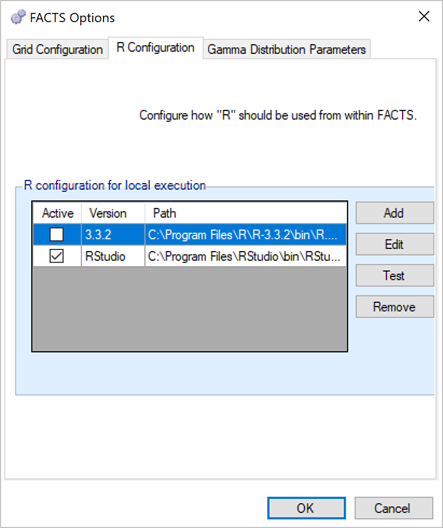 FACTS Options
Grid Configuration R Configuration Gamma Distribution Parameters
Configure how "R" should be used from within FACTS.
R configuration for local execution
Active Version Path
3.3.2 C:\Program Files\R\R-3.3.2\bin\R....
RStudio C:\Program Files\RStudio\bin\RStu...
Add
Edit
Test
Remove
OK Cancel